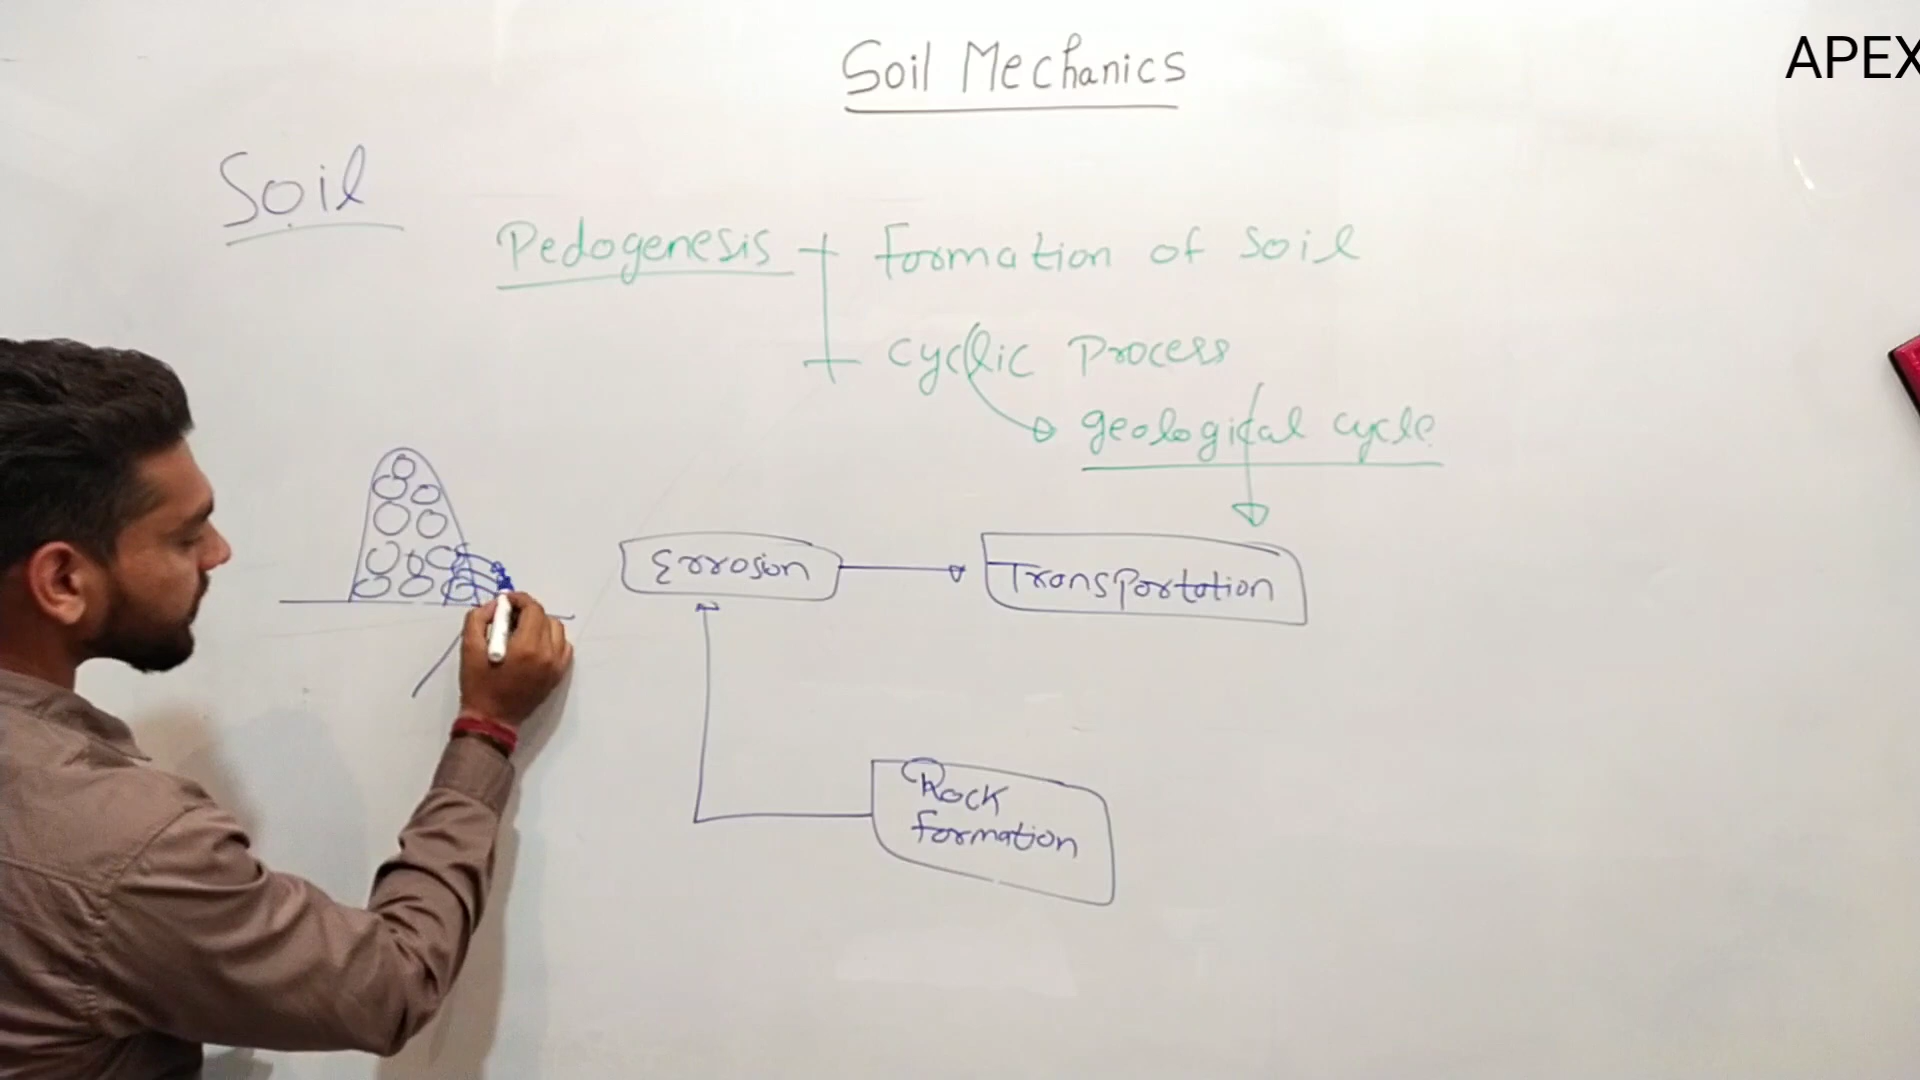 Soil Mechanics
APEX
Soil
Pedogenesis
Formation of Soil
Cyclic Process
geological cycle
Errosion
Transportation
Rock
formation